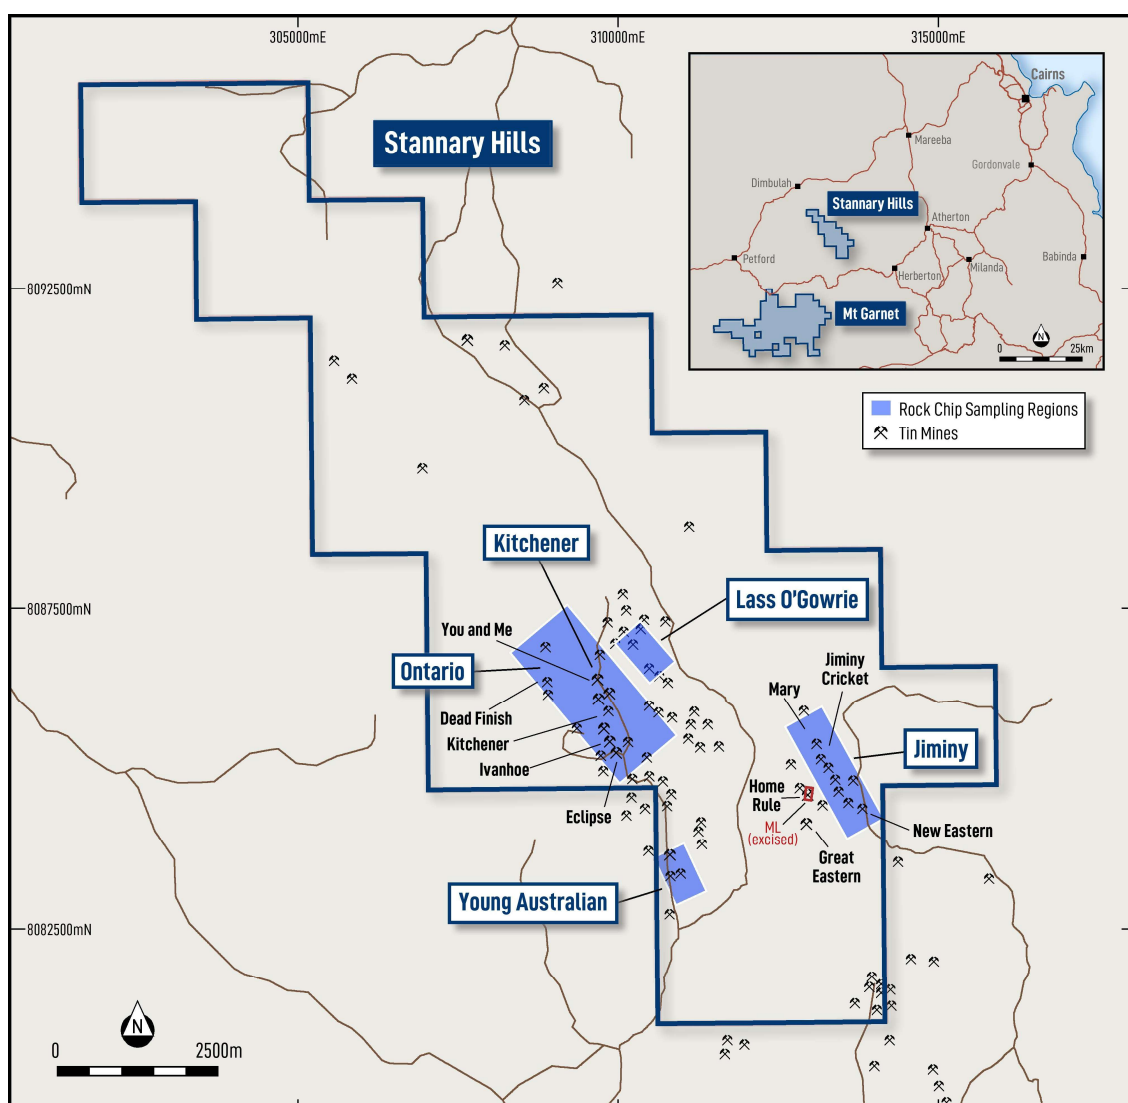 305000mE
310000mE
315000mE
Stannary Hills
Cairns
Mareeba
Gordonvale
Dimbulah
Stannary Hills
Atherton
Petford
Herberton
Milanda
Babinda
Mt Garnet
N
0
25km
8092500mN
Rock Chip Sampling Regions
Tin Mines
Kitchener
Lass O'Gowrie
8087500mN
You and Me
Ontario
Jiminy
Cricket
Mary
Dead Finish
Kitchener
Jiminy
Ivanhoe
Home
Rule
Eclipse
ML
(excised)
New Eastern
Great
Eastern
Young Australian
8082500mN
N
0
2500m